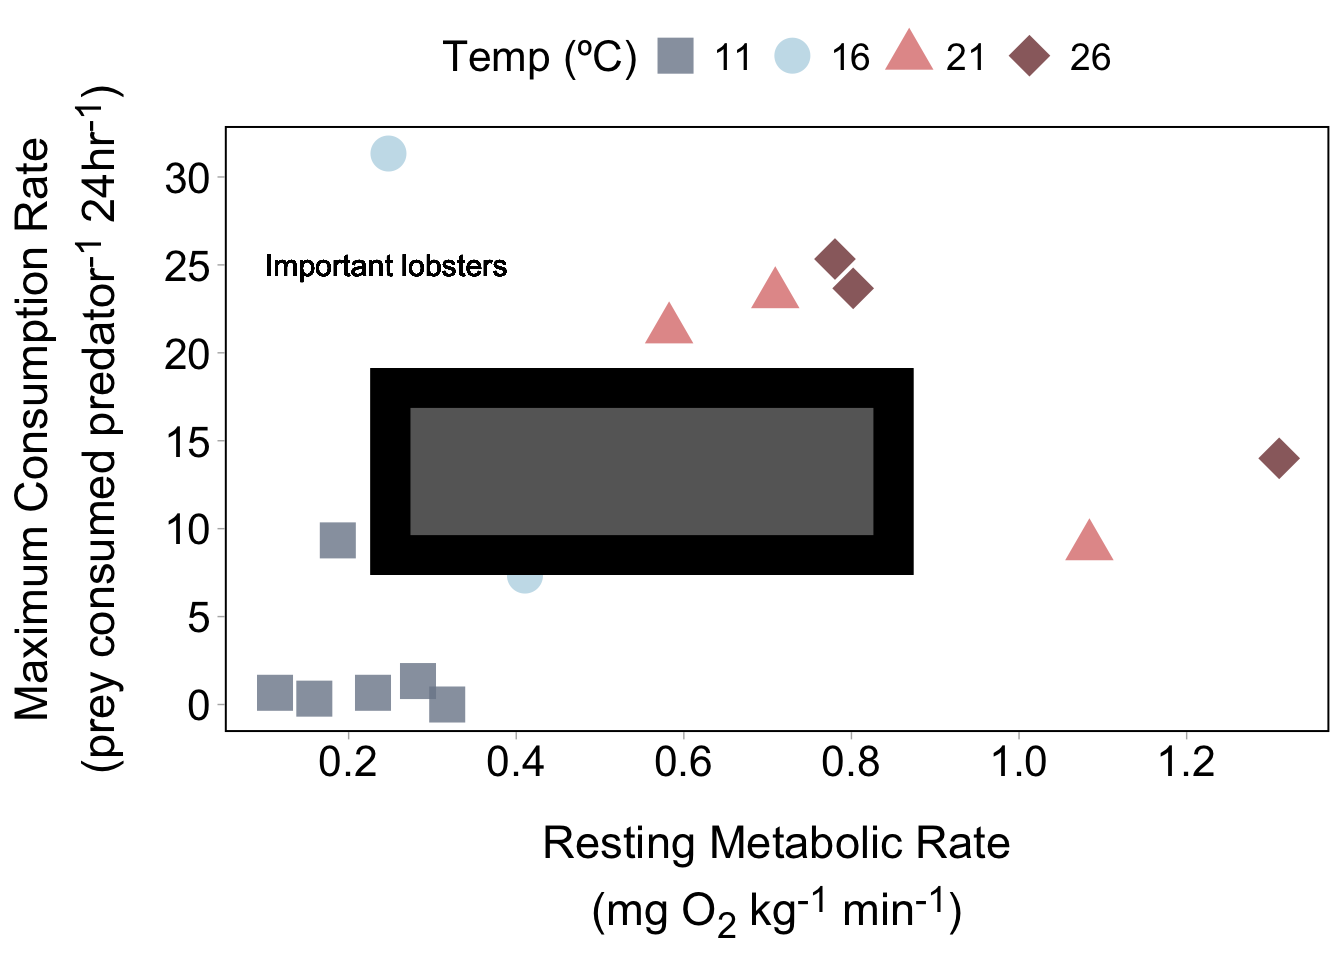 Temp (ºC) 11 16 21 26
Maximum Consumption Rate
(prey consumed predator⁻¹ 24hr⁻¹)
30
25
20
15
10
5
0
Important lobsters
0.2 0.4 0.6 0.8 1.0 1.2
Resting Metabolic Rate
(mg O₂ kg⁻¹ min⁻¹)